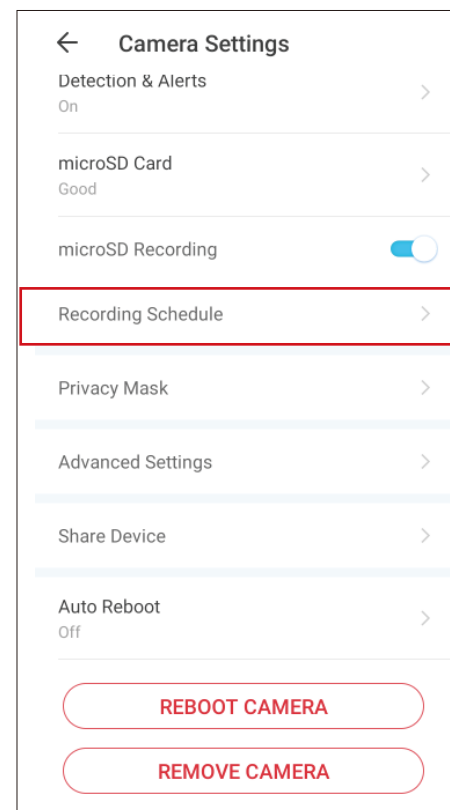 Camera Settings
Detection & Alerts
On
microSD Card
Good
microSD Recording
Recording Schedule
Privacy Mask
Advanced Settings
Share Device
Auto Reboot
Off
REBOOT CAMERA
REMOVE CAMERA